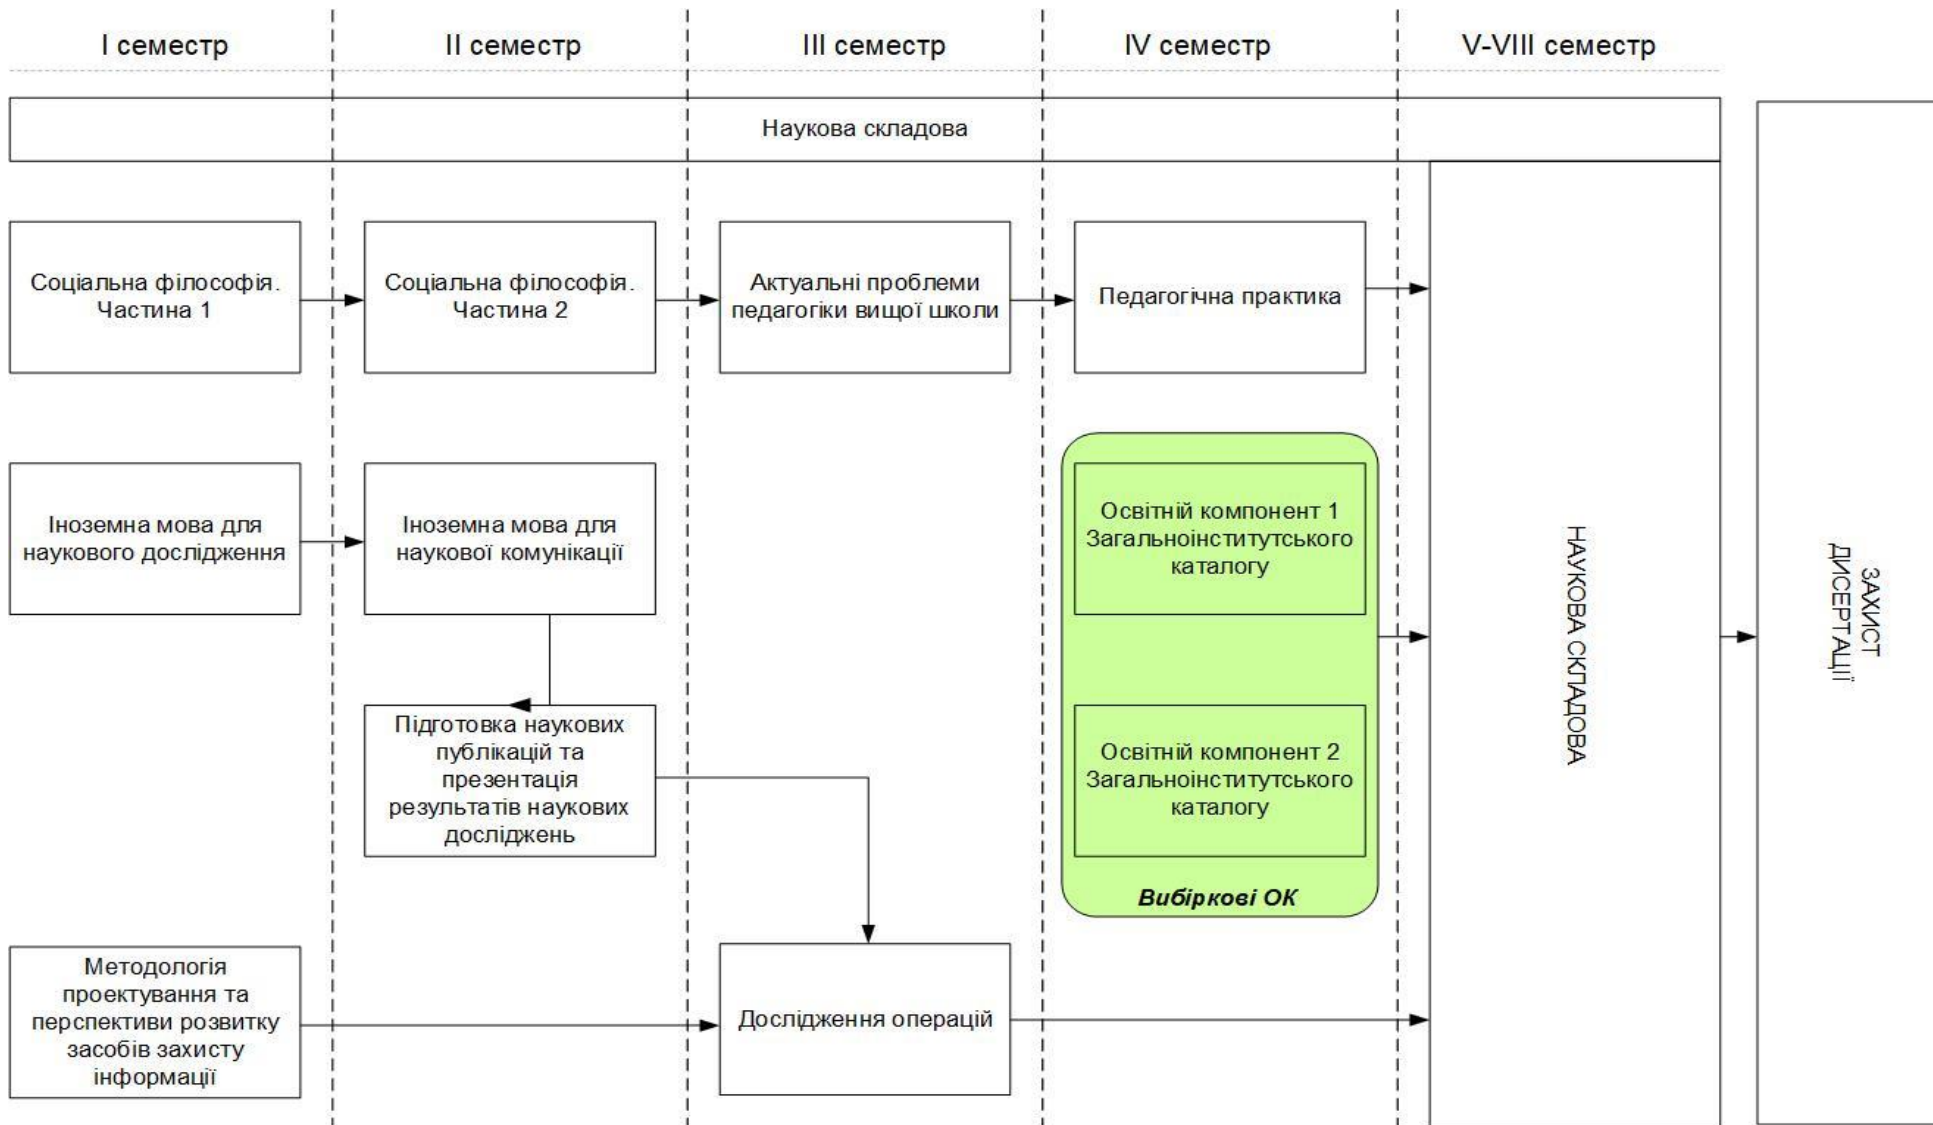 І семестр
ІІ семестр
ІІІ семестр
IV семестр
V-VIII семестр
Наукова складова
Соціальна філософія.
Частина 1
Соціальна філософія.
Частина 2
Актуальні проблеми
педагогіки вищої школи
Педагогічна практика
Іноземна мова для
наукового дослідження
Іноземна мова для
наукової комунікації
Освітній компонент 1
Загальноінститутського
каталогу
Підготовка наукових
публікацій та
презентація
результатів наукових
досліджень
Освітній компонент 2
Загальноінститутського
каталогу
Вибіркові ОК
Методологія
проектування та
перспективи розвитку
засобів захисту
інформації
Дослідження операцій
НАУКОВА СКЛАДОВА
ЗАХИСТ
ДИСЕРТАЦІЇ